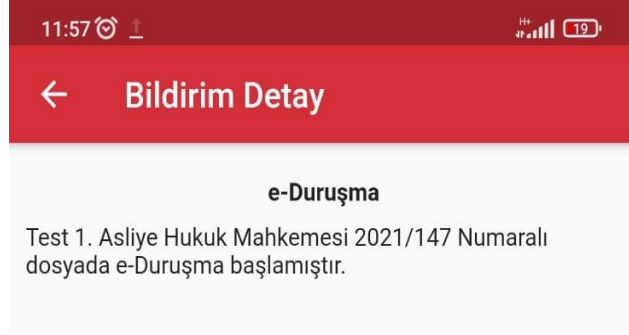 11:57
H+
19
Bildirim Detay
e-Duruşma
Test 1. Asliye Hukuk Mahkemesi 2021/147 Numaralı
dosyada e-Duruşma başlamıştır.